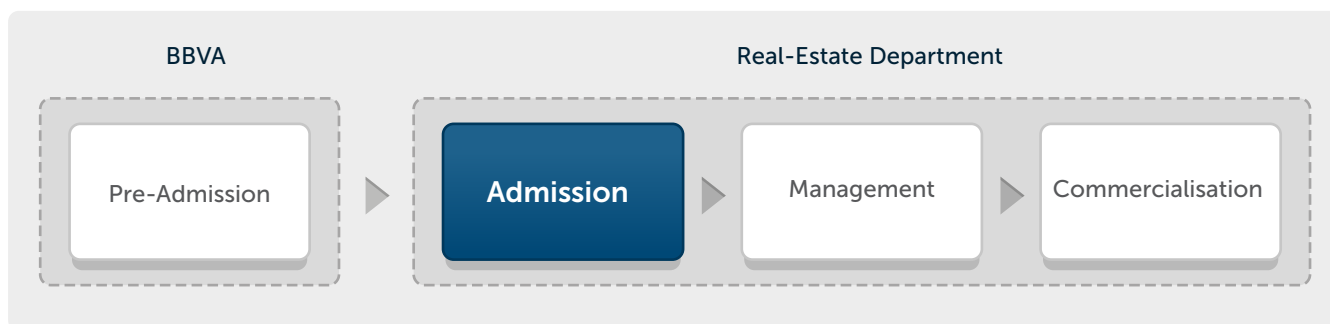 BBVA
Real-Estate Department
Pre-Admission
Admission
Management
Commercialisation